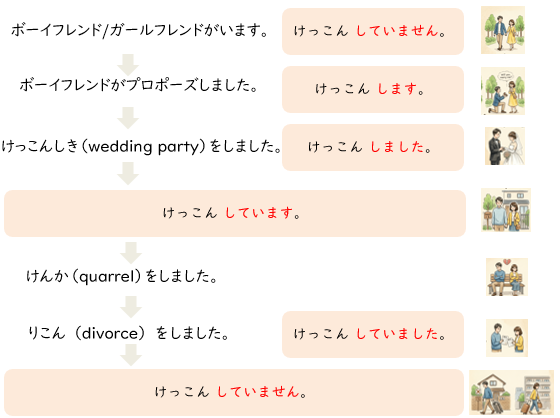 ボーイフレンド/ガールフレンドがいます。 けっこん していません。
ボーイフレンドがプロポーズしました。 けっこん します。
けっこんしき（wedding party）をしました。 けっこん しました。
けっこん しています。
けんか（quarrel）をしました。
りこん（divorce） をしました。 けっこん していました。
けっこん していません。